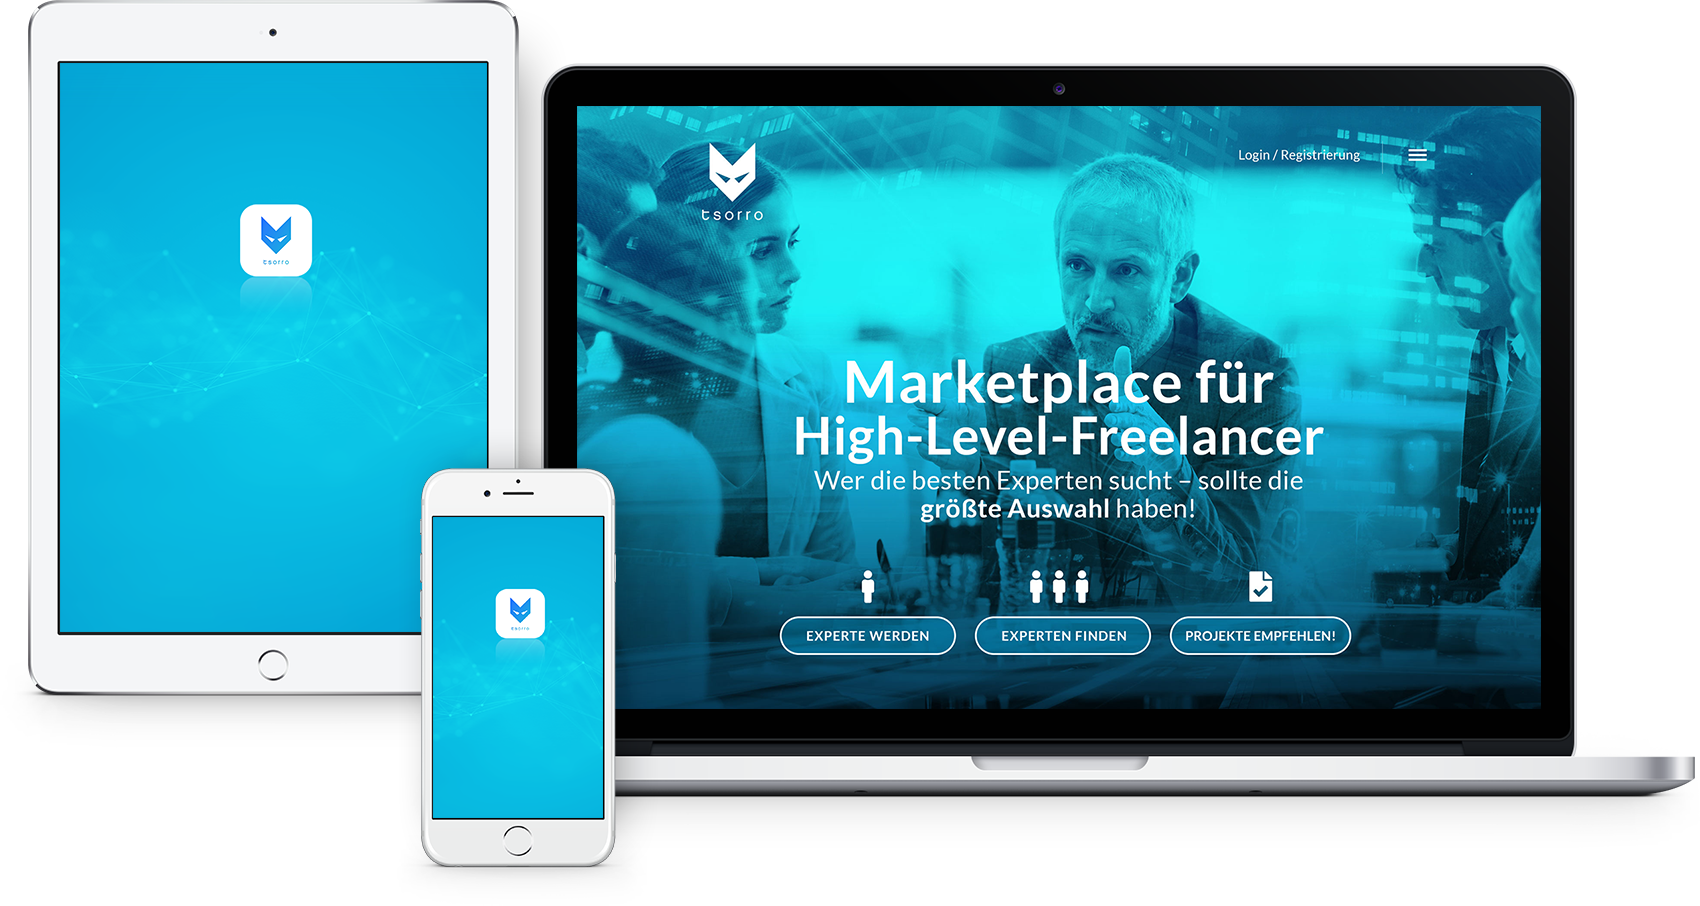 tsorro
tsorro
tsorro
Login / Registrierung
Marketplace für
High-Level-Freelancer
Wer die besten Experten sucht – sollte die
größte Auswahl haben!
EXPERTE WERDEN
EXPERTEN FINDEN
PROJEKTE EMPFEHLEN!